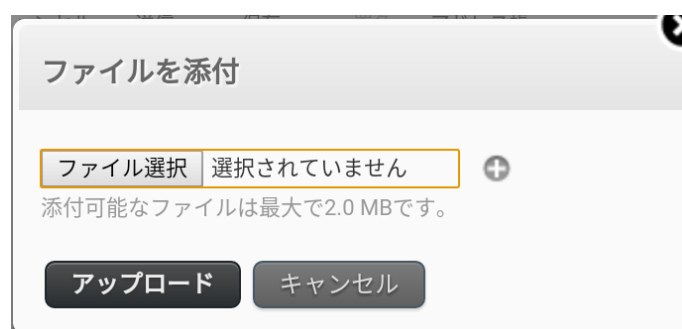 ファイルを添付
ファイル選択 選択されていません
添付可能なファイルは最大で2.0 MBです。
アップロード キャンセル